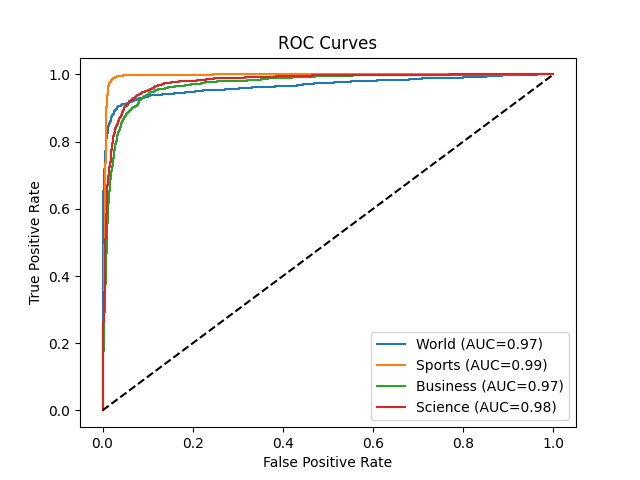 ROC Curves
True Positive Rate
1.0
0.8
0.6
0.4
0.2
0.0
World (AUC=0.97)
Sports (AUC=0.99)
Business (AUC=0.97)
Science (AUC=0.98)
0.0 0.2 0.4 0.6 0.8 1.0
False Positive Rate